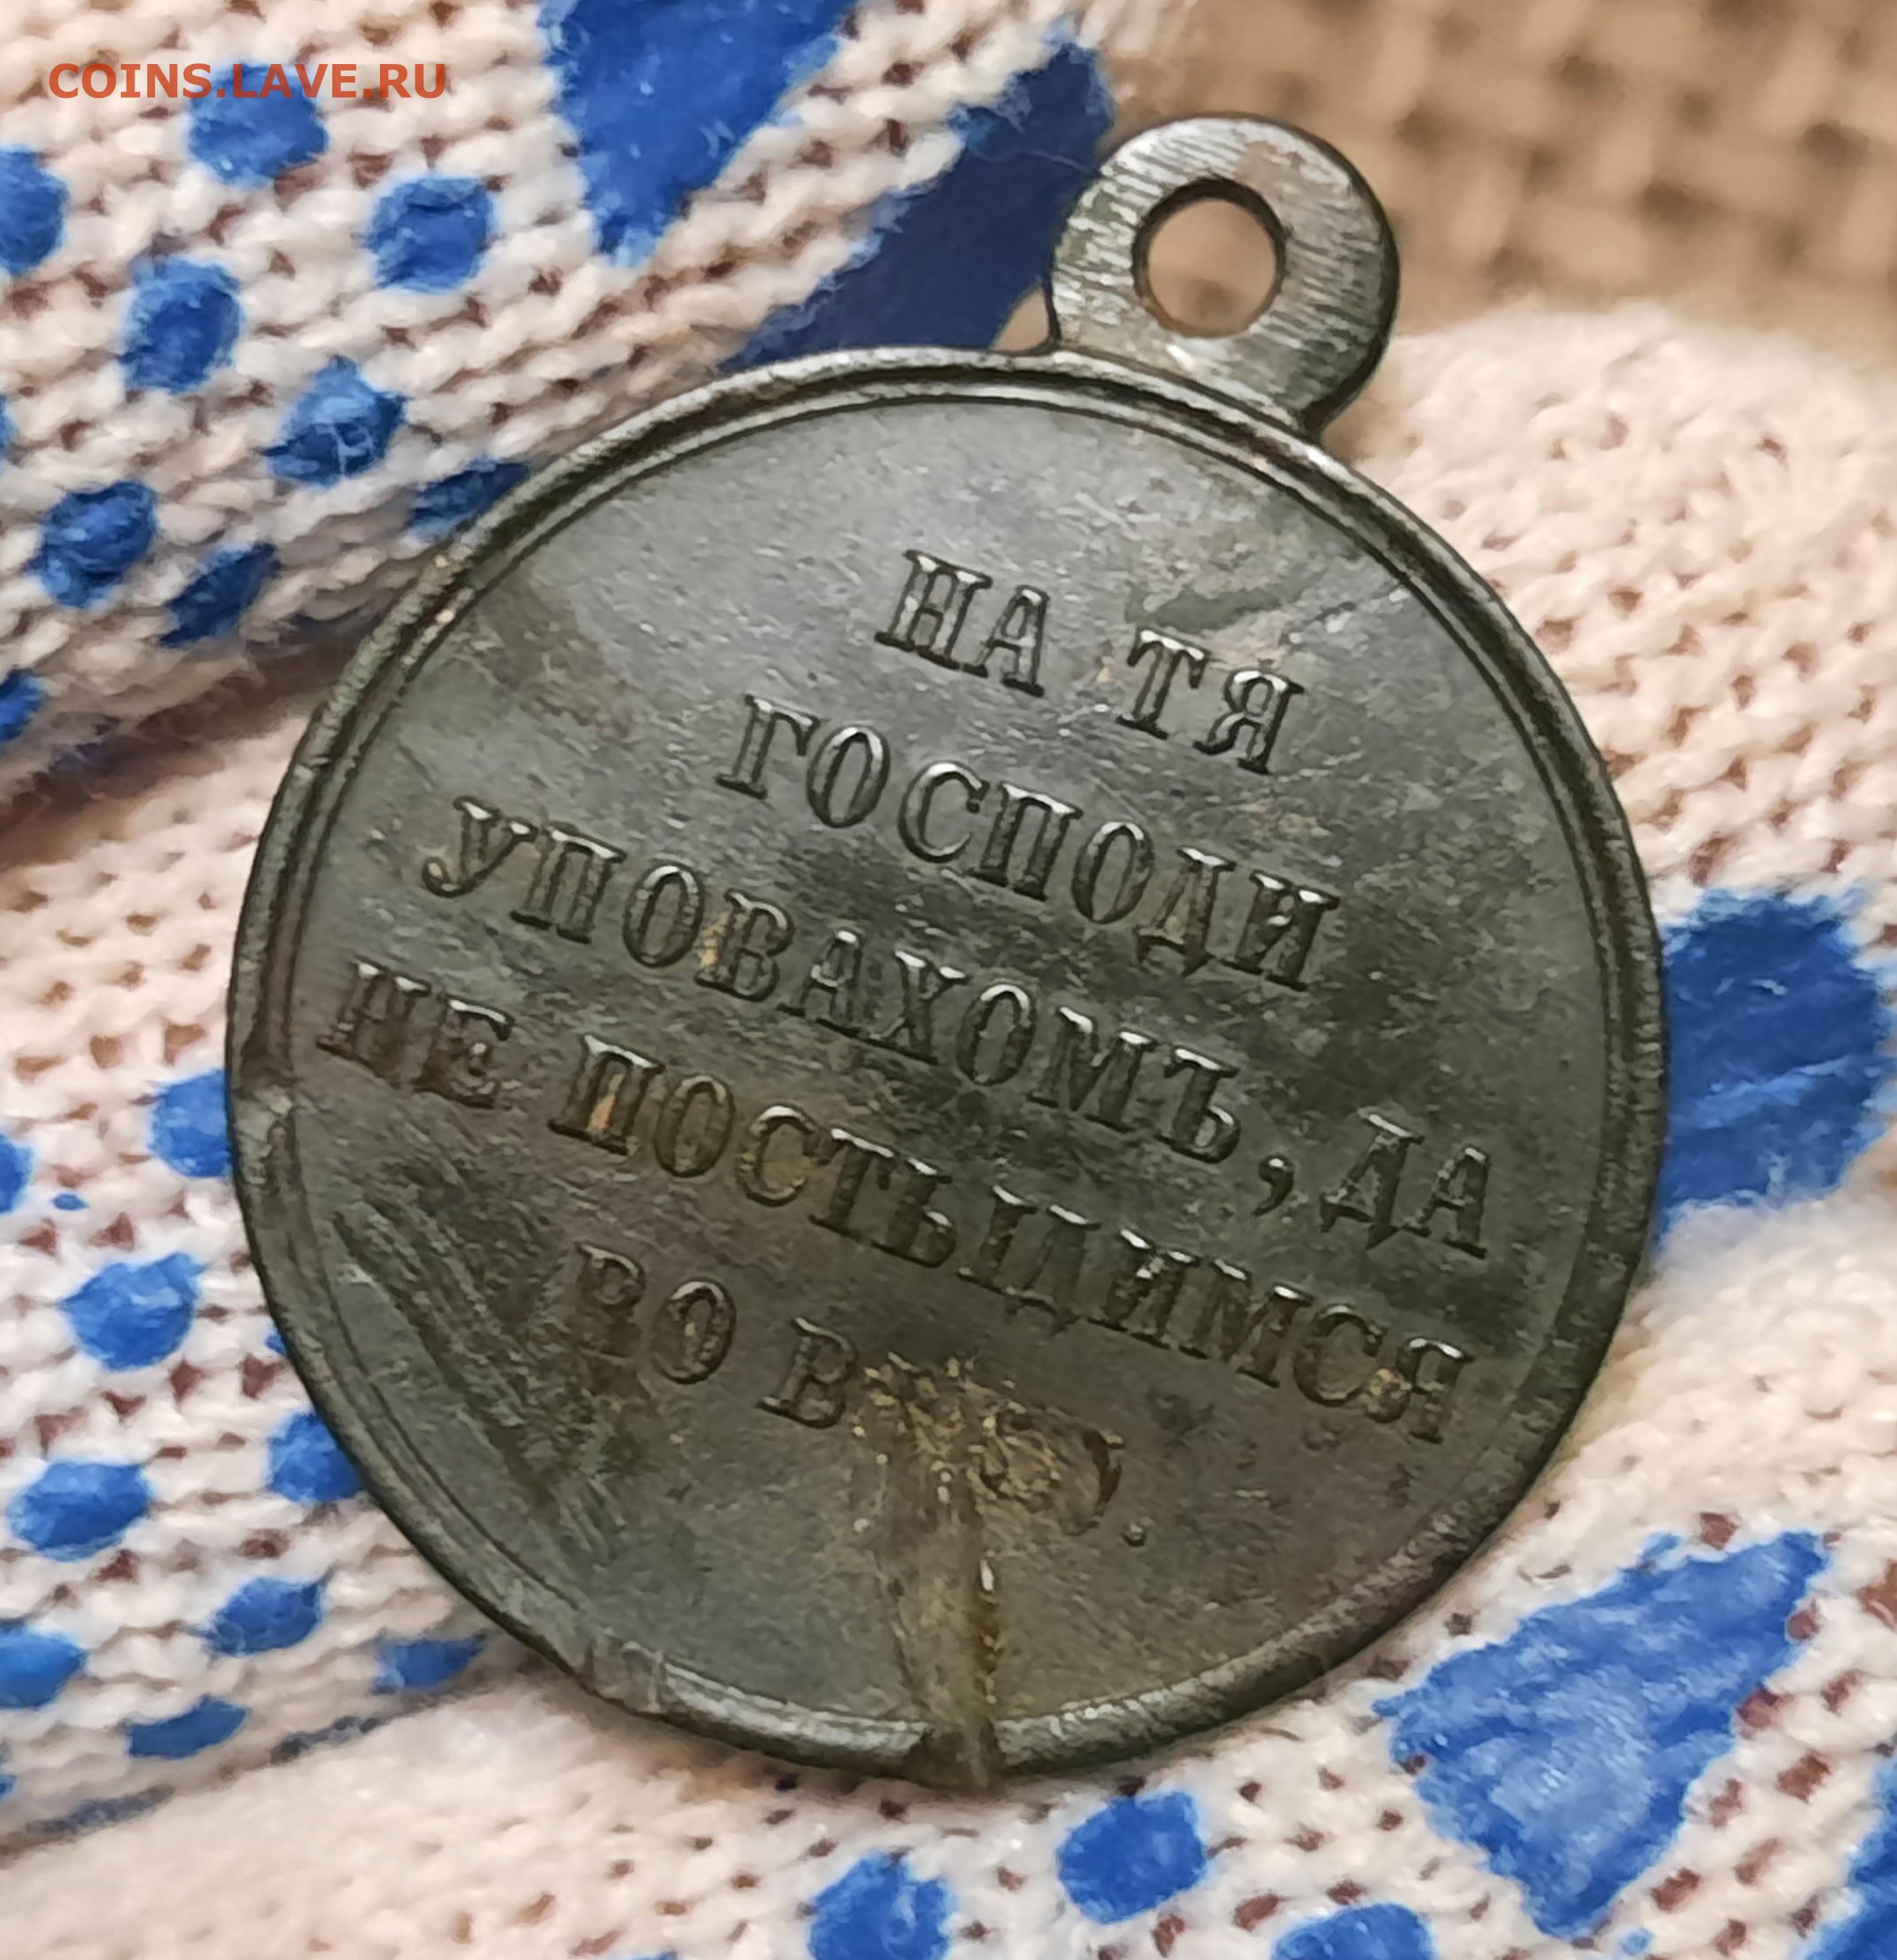 COINS.LAVE.RU
НА ТЯ
ГОСПОДИ
УПОВАХОМЪ, ДА
НЕ ПОСТЫДИМСЯ
ВО